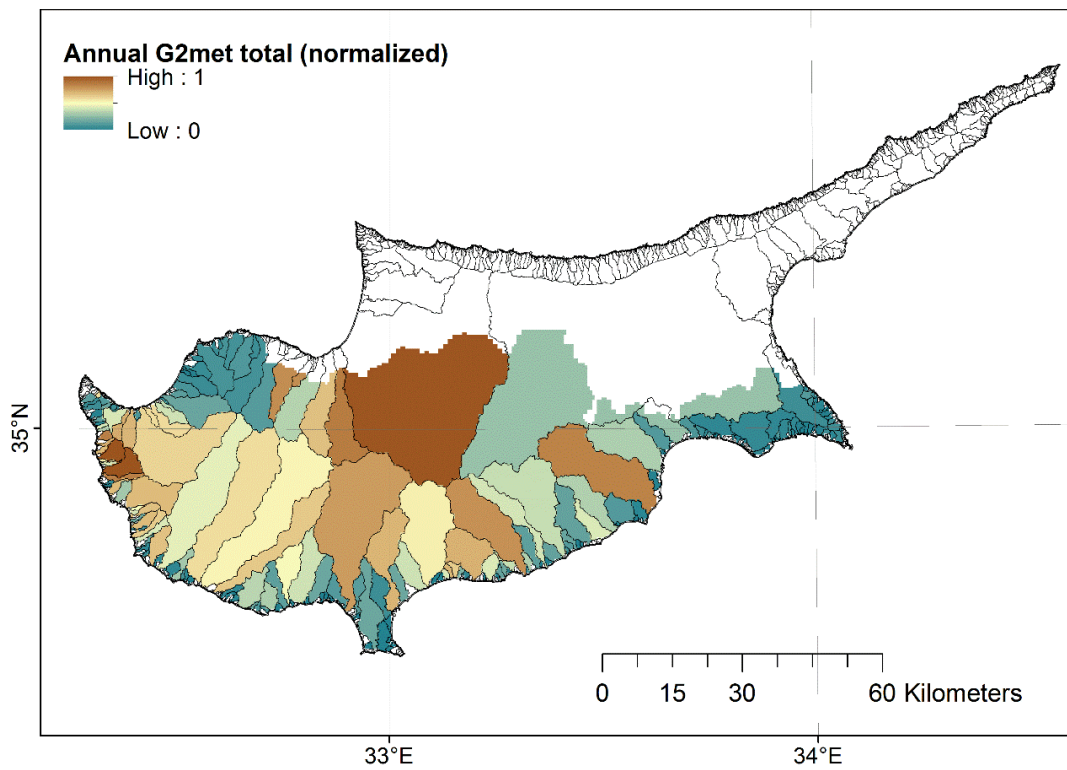 Annual G2met total (normalized)
High : 1
Low : 0
35°N
0 15 30 60 Kilometers
33°E 34°E